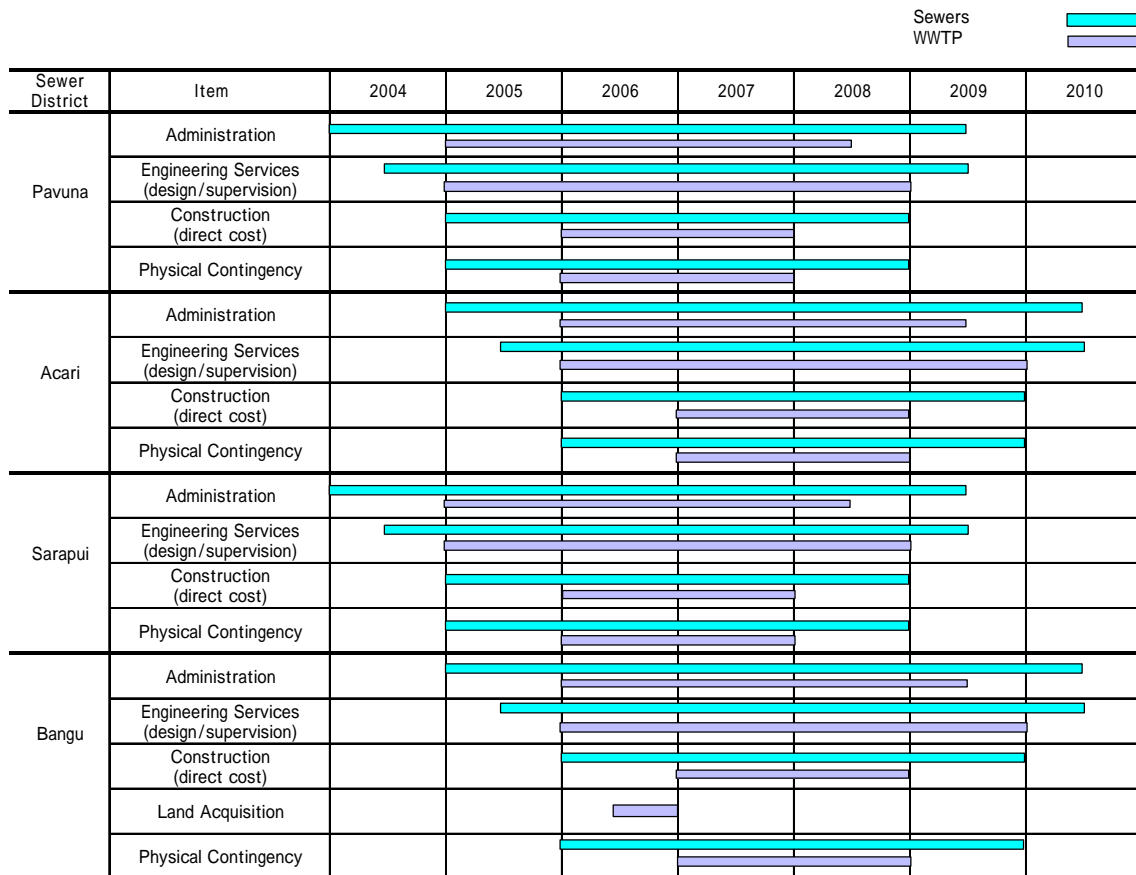 Sewers
WWTP
Sewer
District
Item
2004
2005
2006
2007
2008
2009
2010
Pavuna
Administration
Engineering Services
(design/supervision)
Construction
(direct cost)
Physical Contingency
Acari
Administration
Engineering Services
(design/supervision)
Construction
(direct cost)
Physical Contingency
Sarapui
Administration
Engineering Services
(design/supervision)
Construction
(direct cost)
Physical Contingency
Bangu
Administration
Engineering Services
(design/supervision)
Construction
(direct cost)
Land Acquisition
Physical Contingency